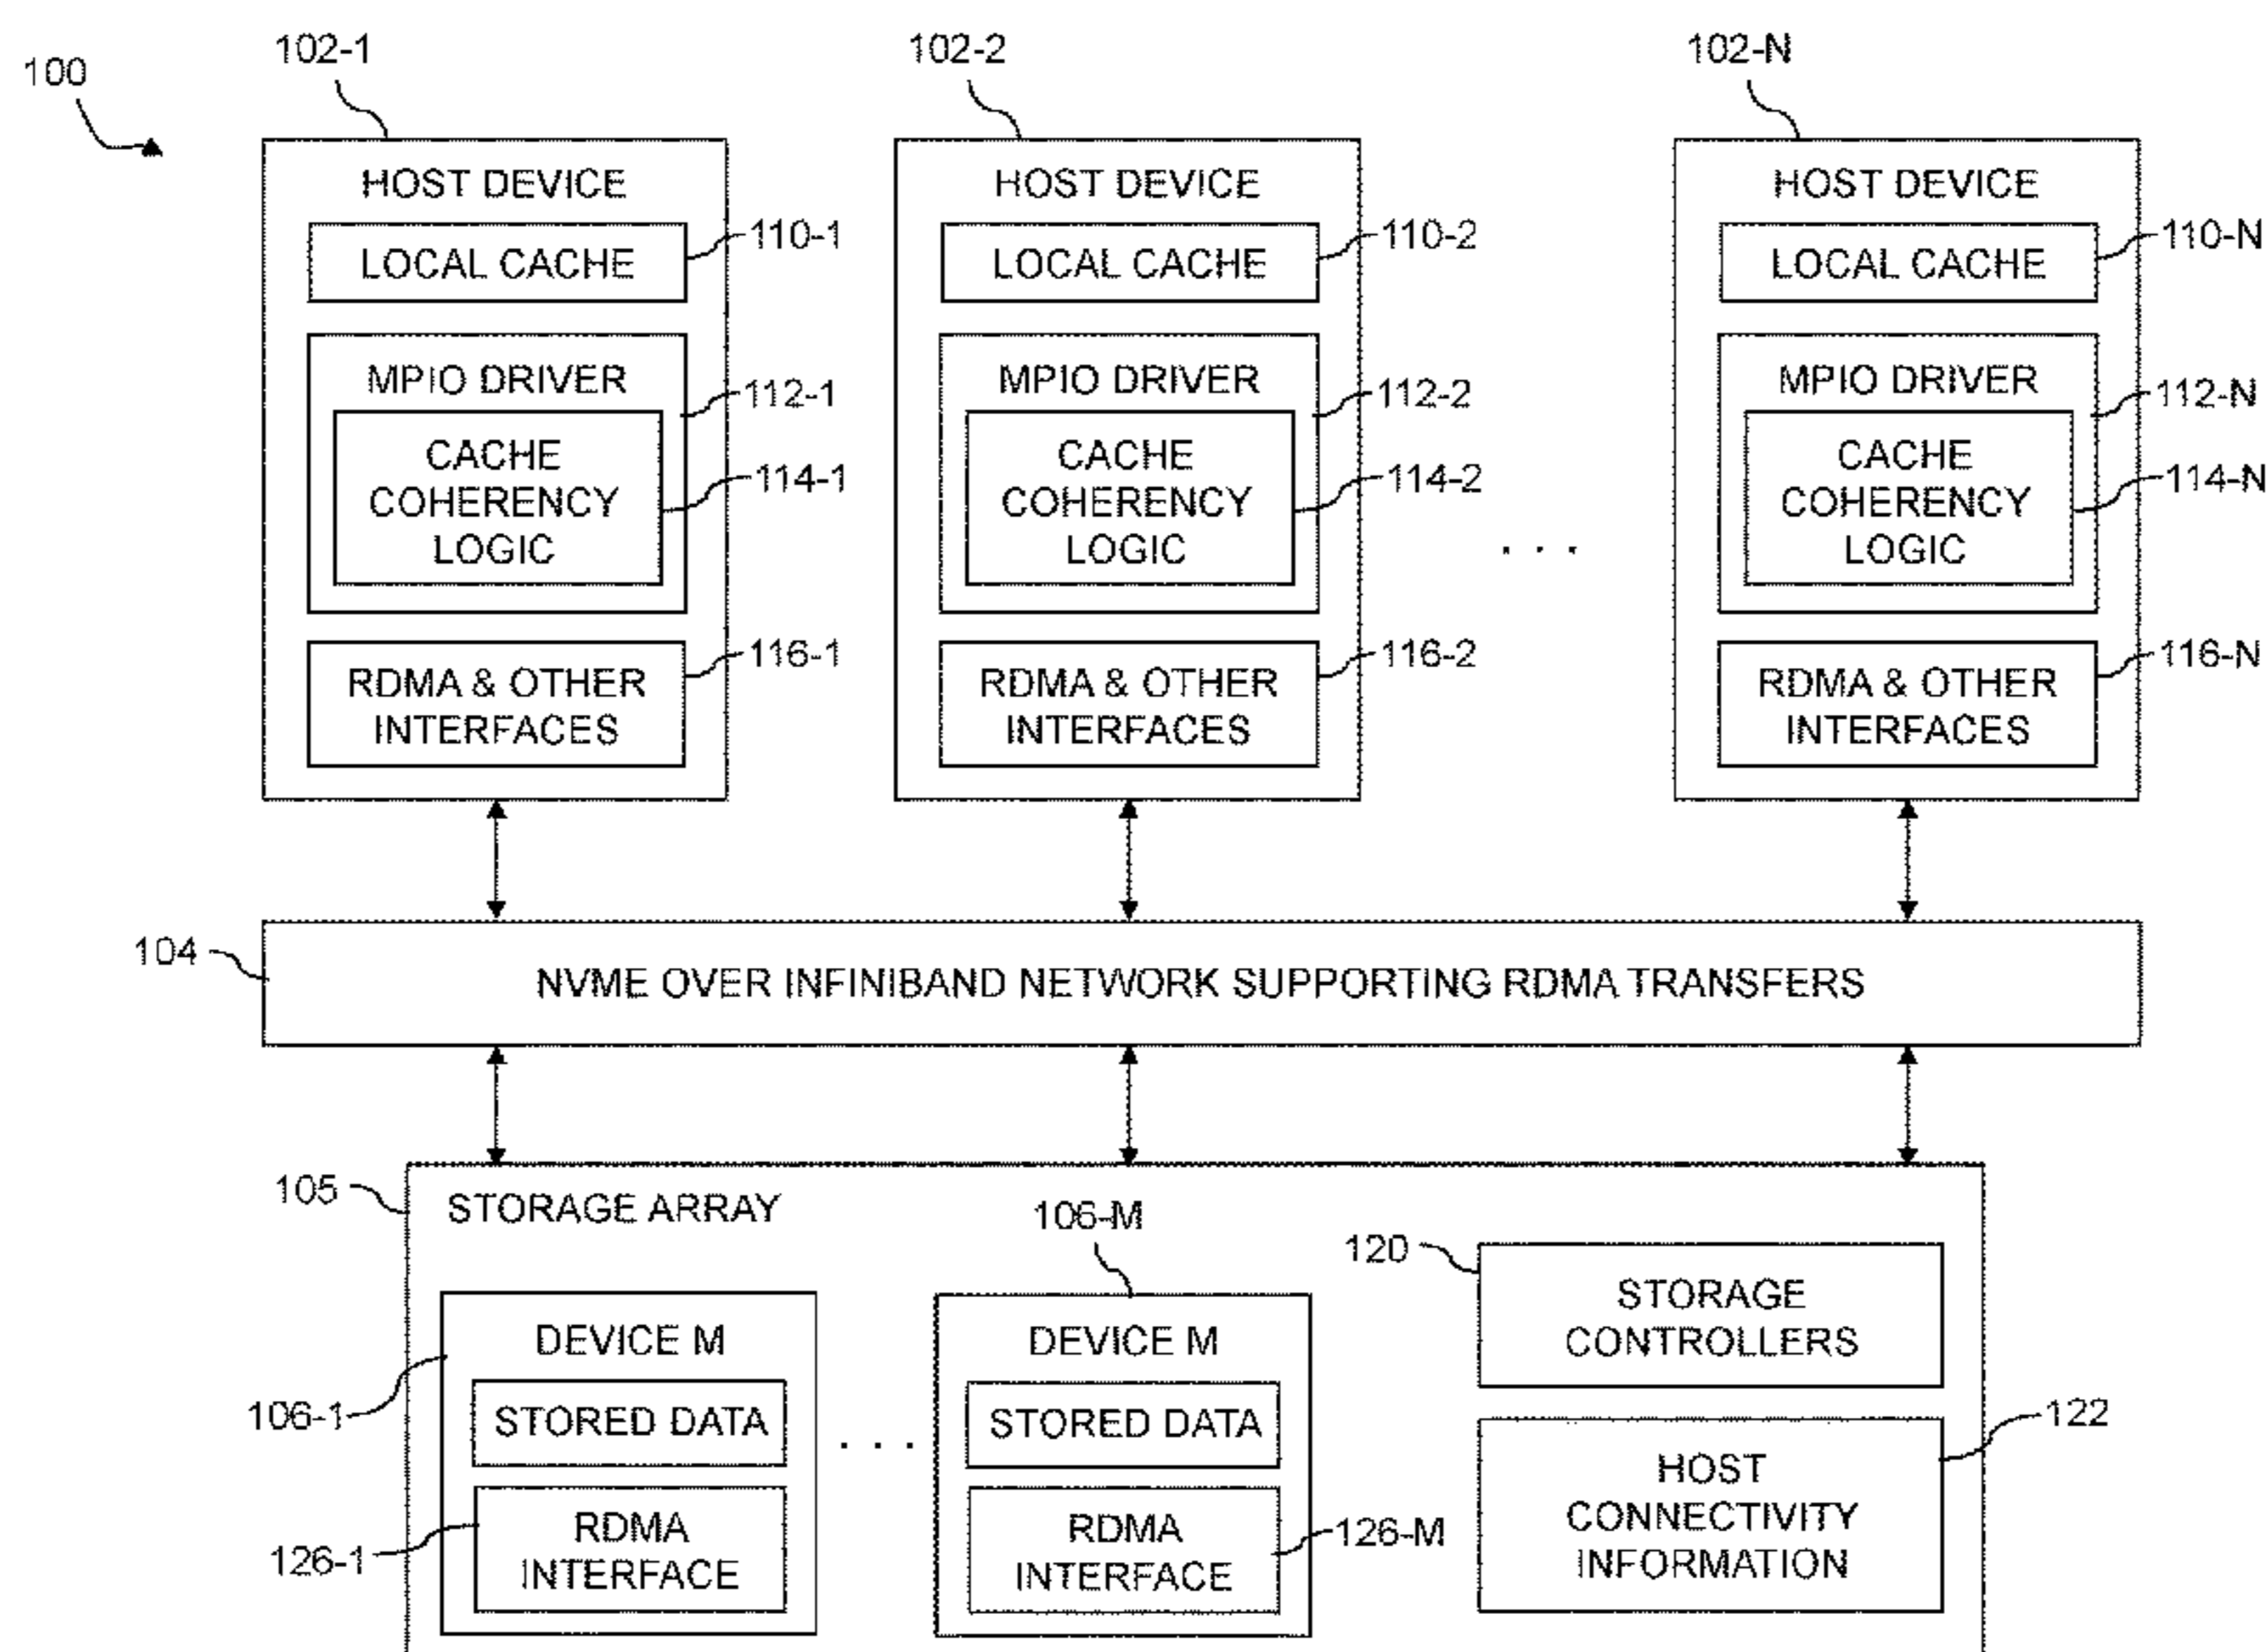 100
102-1
102-2
102-N
HOST DEVICE
LOCAL CACHE
110-1
MPIO DRIVER
112-1
CACHE
COHERENCY
LOGIC
114-1
RDMA & OTHER
INTERFACES
116-1
HOST DEVICE
LOCAL CACHE
110-2
MPIO DRIVER
112-2
CACHE
COHERENCY
LOGIC
114-2
RDMA & OTHER
INTERFACES
116-2
. . .
HOST DEVICE
LOCAL CACHE
110-N
MPIO DRIVER
112-N
CACHE
COHERENCY
LOGIC
114-N
RDMA & OTHER
INTERFACES
116-N
104
NVME OVER INFINIBAND NETWORK SUPPORTING RDMA TRANSFERS
105
STORAGE ARRAY
106-1
DEVICE M
STORED DATA
RDMA
INTERFACE
126-1
. . .
106-M
DEVICE M
STORED DATA
RDMA
INTERFACE
126-M
120
STORAGE
CONTROLLERS
122
HOST
CONNECTIVITY
INFORMATION